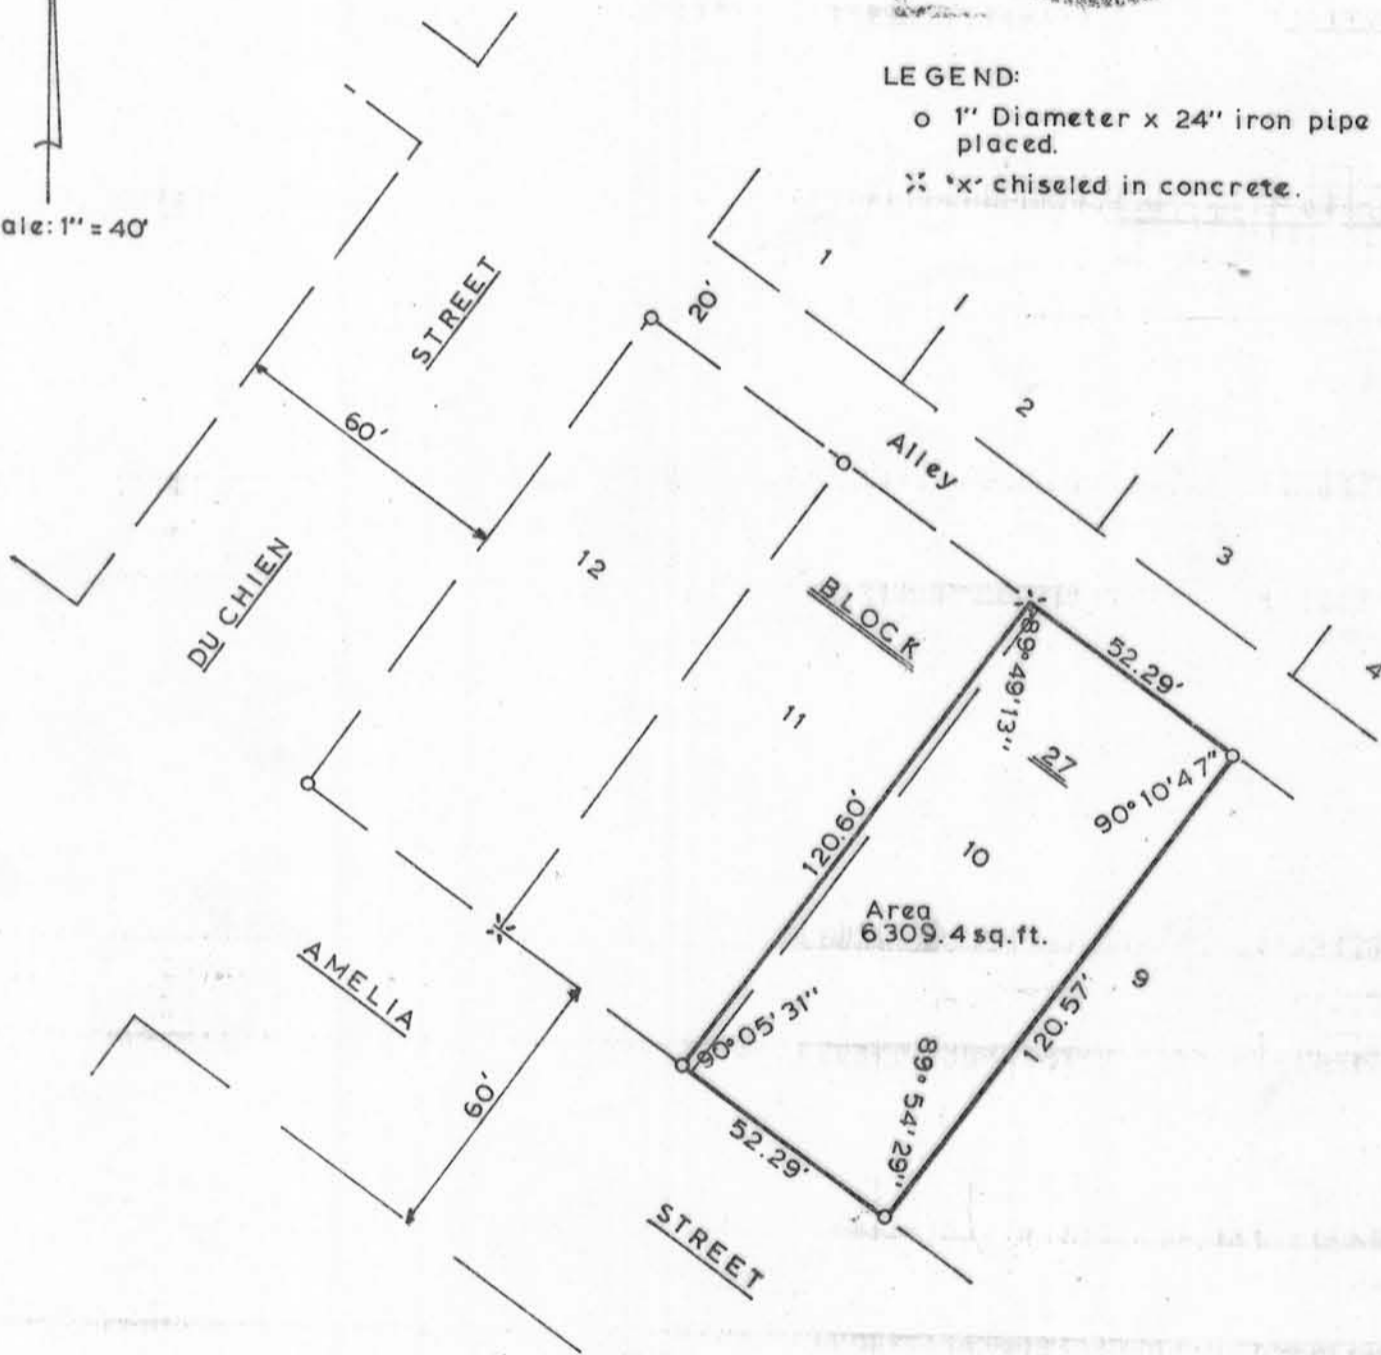 LEGEND:
o 1" Diameter x 24" iron pipe
placed.
"x" chiseled in concrete.
ale: 1" = 40'
1
20'
STREET
2
60'
Alley
3
12
BLOCK
DU CHIEN
52.29'
4
89°49'13"
11
27
90°10'47"
120.60'
10
Area
6309.4 sq.ft.
AMELIA
9
120.57'
90°05'31"
60'
89°54'29"
52.29'
STREET